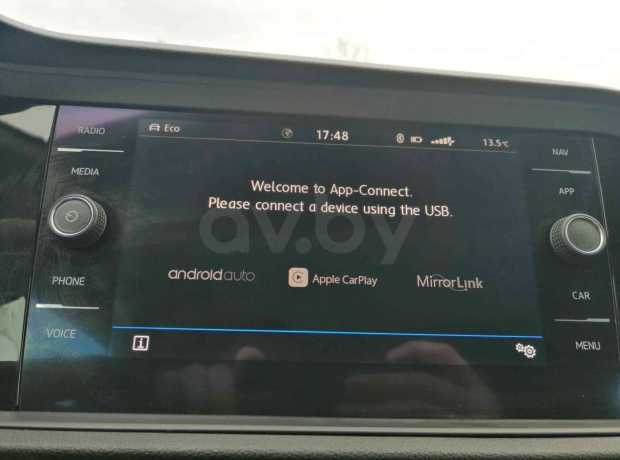 RADIO
MEDIA
PHONE
VOICE
Eco
17:48
13.5°C
Welcome to App-Connect.
Please connect a device using the USB.
androidauto
Apple CarPlay
MirrorLink
i
NAV
APP
CAR
MENU
av.by